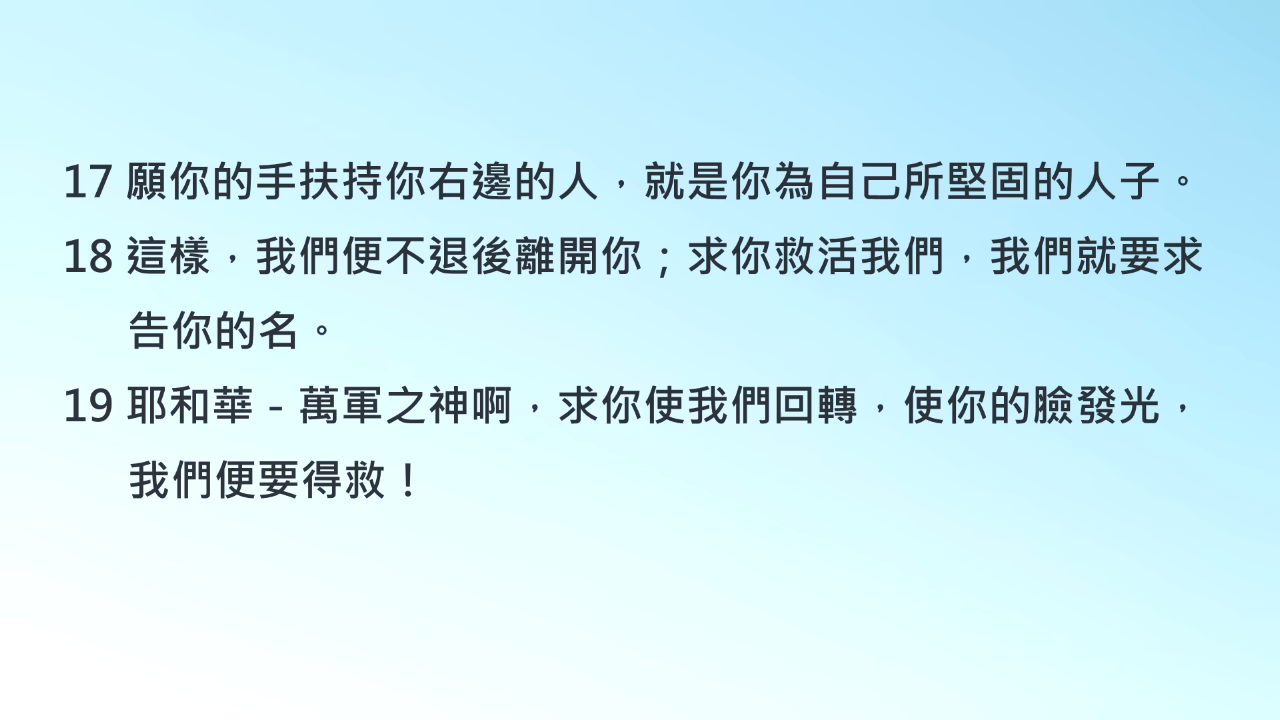 17 願你的手扶持你右邊的人，就是你為自己所堅固的人子。
18 這樣，我們便不退後離開你；求你救活我們，我們就要求
告你的名。
19 耶和華－萬軍之神啊，求你使我們回轉，使你的臉發光，
我們便要得救！